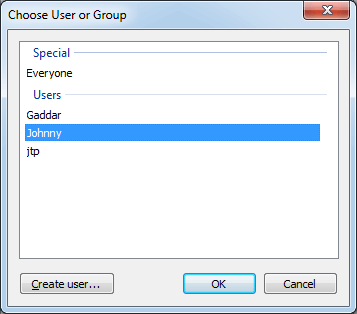 Choose User or Group
Special
Everyone
Users
Gaddar
Johnny
jtp
Create user...
OK
Cancel